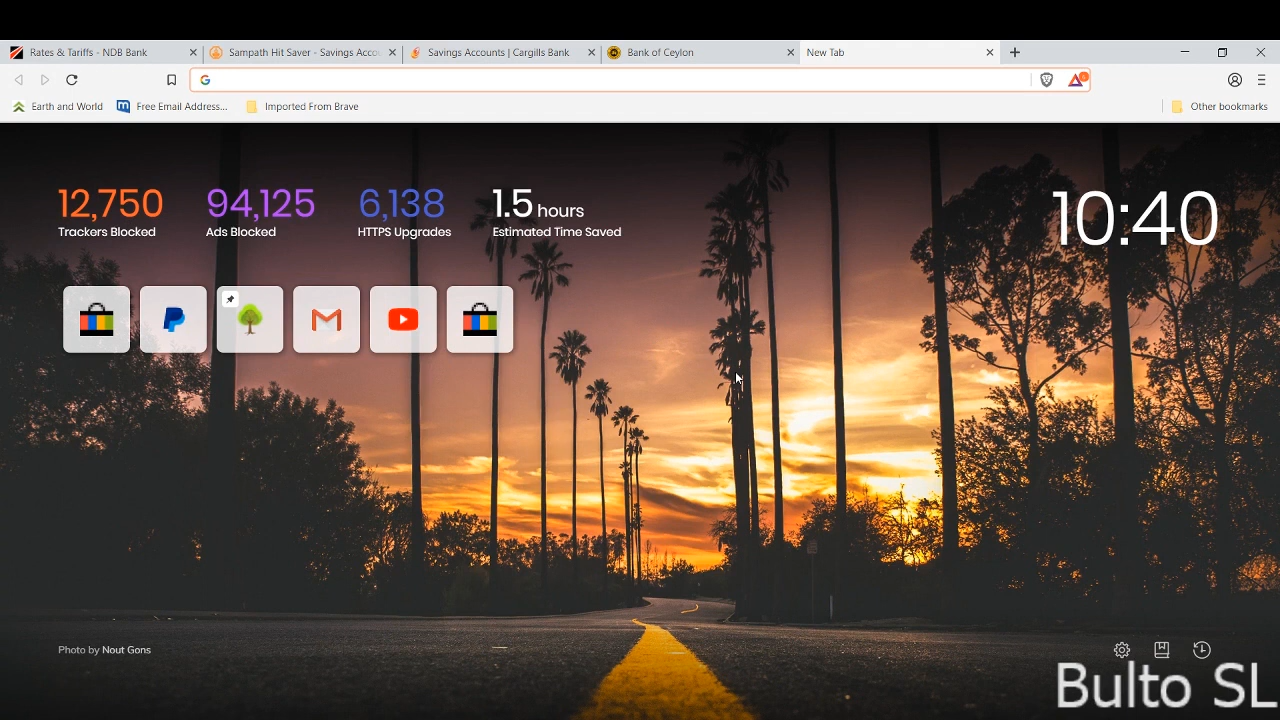 Rates & Tariffs - NDB Bank
Sampath Hit Saver - Savings Accou
Savings Accounts | Cargills Bank
Bank of Ceylon
New Tab
Earth and World
Free Email Address...
Imported From Brave
Other bookmarks
12,750
Trackers Blocked
94,125
Ads Blocked
6,138
HTTPS Upgrades
1.5 hours
Estimated Time Saved
10:40
Photo by Nout Gons
Bulto SL